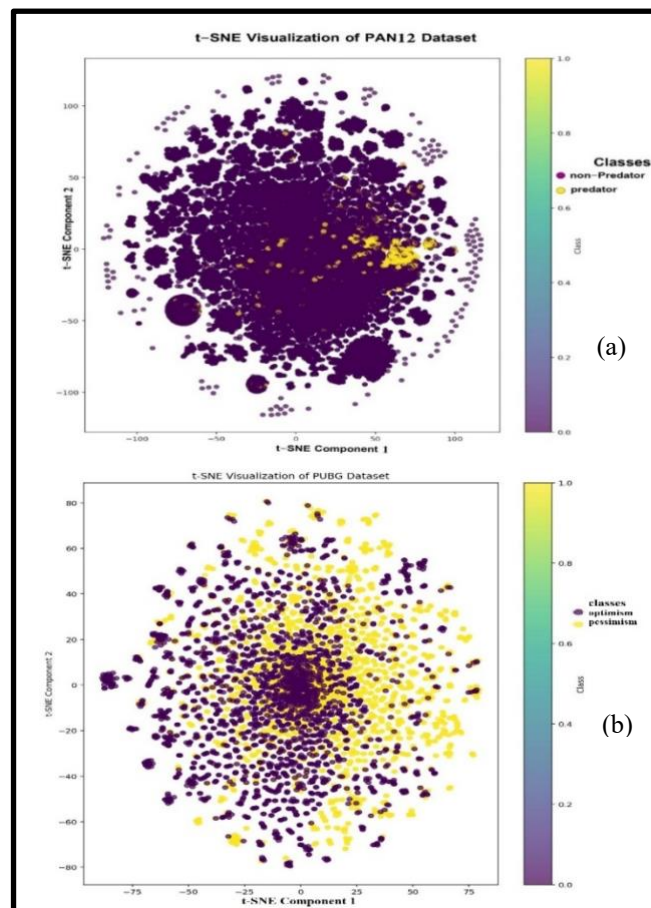 t-SNE Visualization of PAN12 Dataset
t-SNE Component 2
100
50
0
-50
-100
-100
-50
0
50
100
t-SNE Component 1
1.0
0.8
0.6
0.4
0.2
0.0
Class
Classes
non-Predator
predator
(a)
t-SNE Visualization of PUBG Dataset
t-SNE Component 2
80
60
40
20
0
-20
-40
-60
-80
-75
-50
-25
0
25
50
75
t-SNE Component 1
1.0
0.8
0.6
0.4
0.2
0.0
Class
classes
optimism
pessimism
(b)